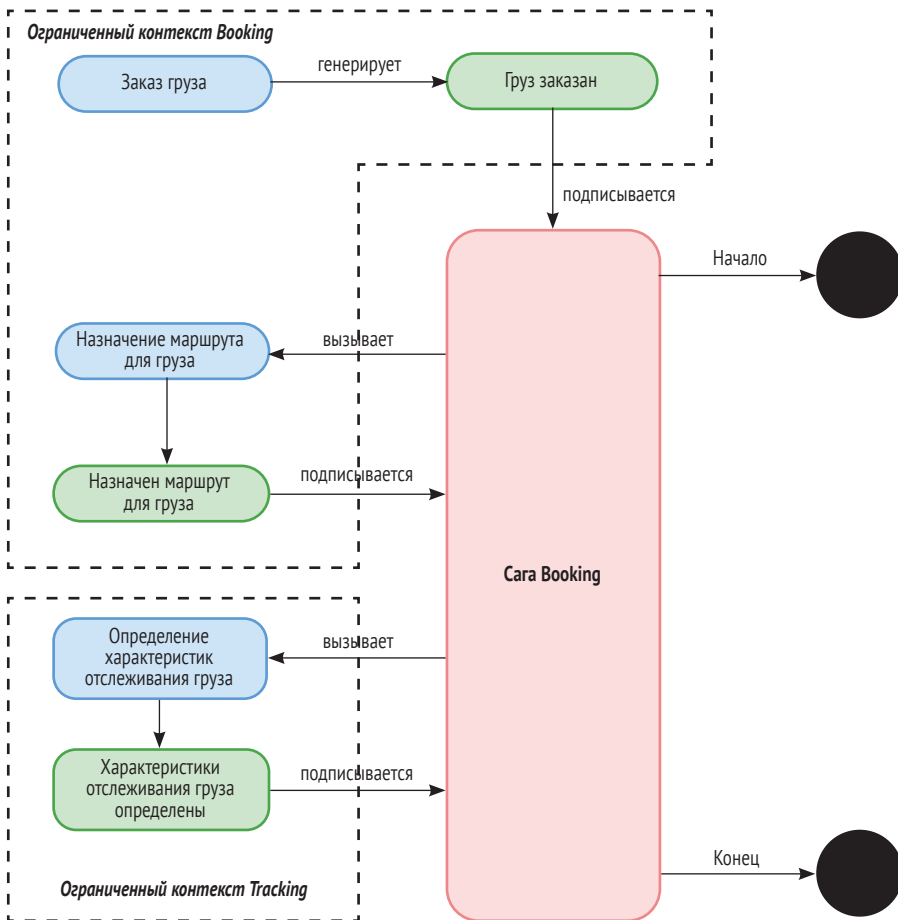 Ограниченный контекст Booking
Заказ груза
генерирует
Груз заказан
подписывается
Начало
Назначение маршрута
для груза
вызывает
Назначен маршрут
для груза
подписывается
Сага Booking
Определение
характеристик
отслеживания груза
вызывает
Характеристики
отслеживания груза
определены
подписывается
Конец
Ограниченный контекст Tracking